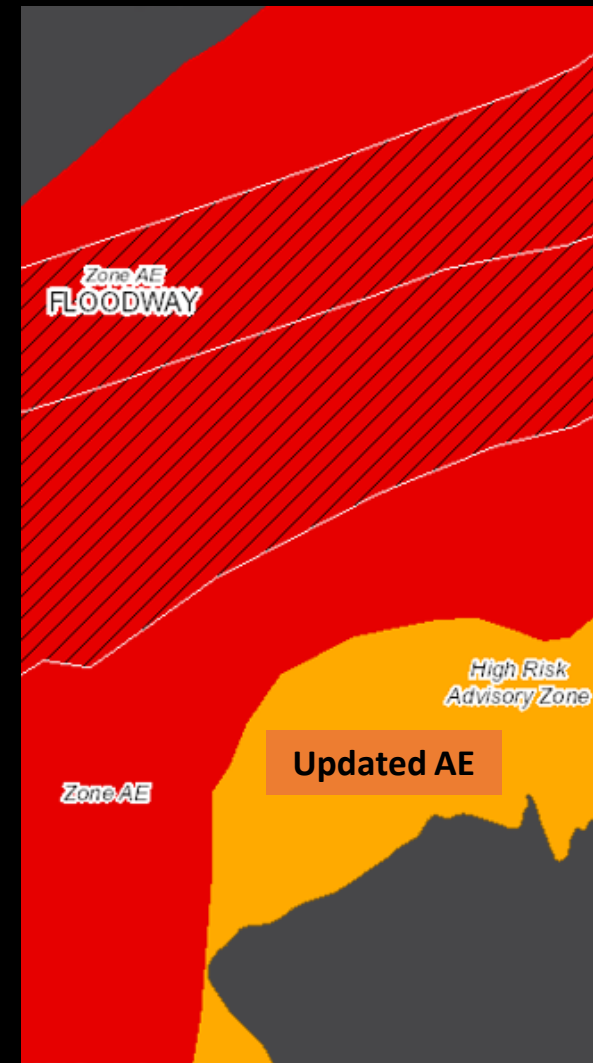 Zone AE
FLOODWAY
High Risk
Advisory Zone
Updated AE
Zone AE